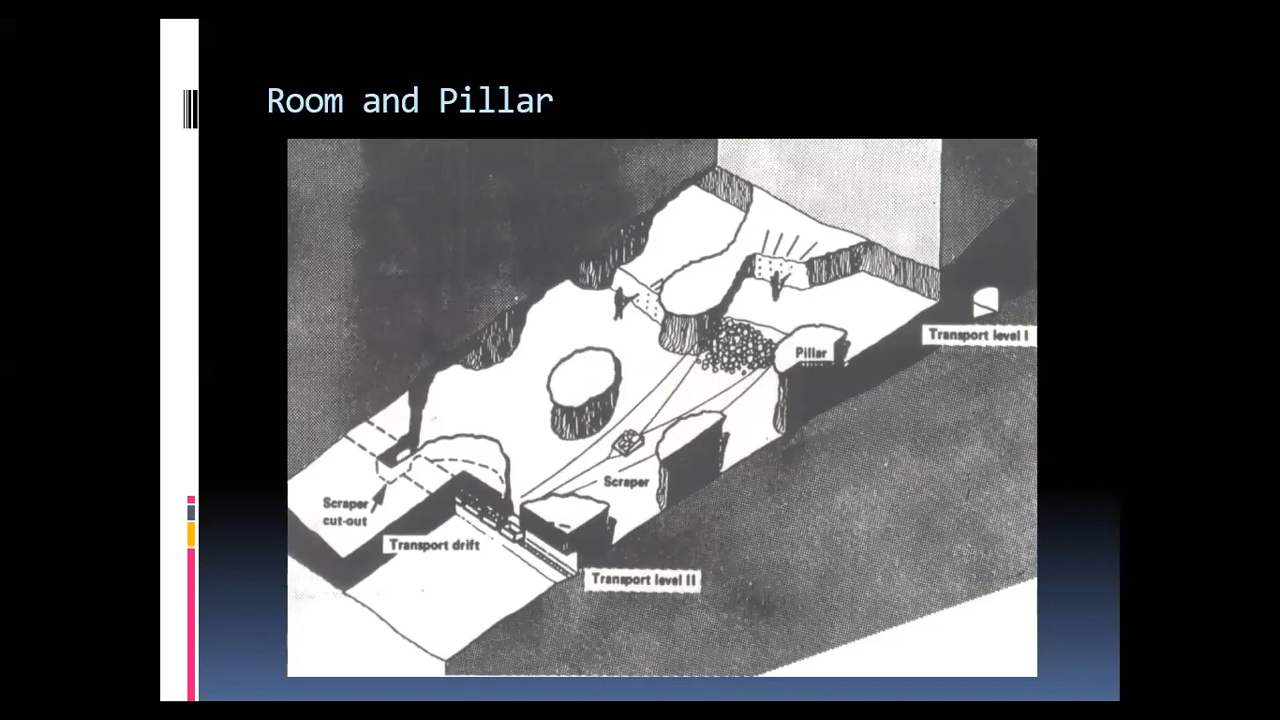 Room and Pillar
Transport level I
Pillar
Scraper
Scraper
cut-out
Transport drift
Transport level II